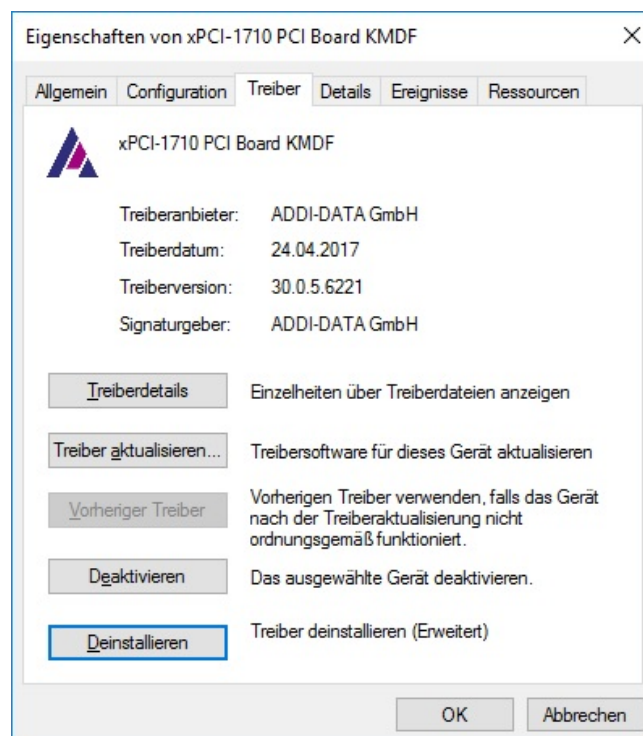 Eigenschaften von xPCI-1710 PCI Board KMDF
Allgemein Configuration Treiber Details Ereignisse Ressourcen
xPCI-1710 PCI Board KMDF
Treiberanbieter: ADDI-DATA GmbH
Treiberdatum: 24.04.2017
Treiberversion: 30.0.5.6221
Signaturgeber: ADDI-DATA GmbH
Treiberdetails Einzelheiten über Treiberdateien anzeigen
Treiber aktualisieren... Treibersoftware für dieses Gerät aktualisieren
Vorheriger Treiber Vorherigen Treiber verwenden, falls das Gerät
nach der Treiberaktualisierung nicht
ordnungsgemäß funktioniert.
Deaktivieren Das ausgewählte Gerät deaktivieren.
Deinstallieren Treiber deinstallieren (Erweitert)
OK Abbrechen